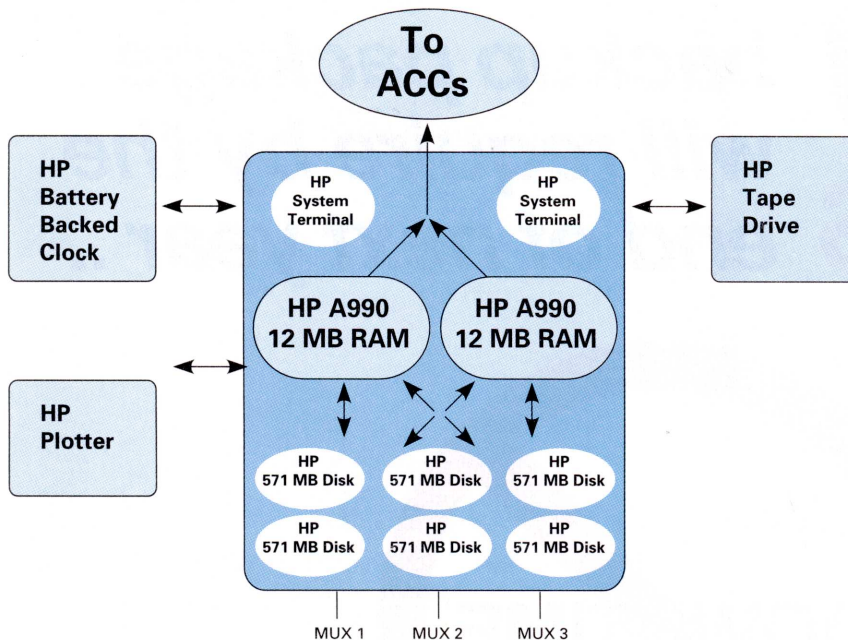 To
ACCs
HP
Battery
Backed
Clock
HP
System
Terminal
HP
System
Terminal
HP
Tape
Drive
HP A990
12 MB RAM
HP A990
12 MB RAM
HP
Plotter
HP
571 MB Disk
HP
571 MB Disk
HP
571 MB Disk
HP
571 MB Disk
HP
571 MB Disk
HP
571 MB Disk
MUX 1
MUX 2
MUX 3